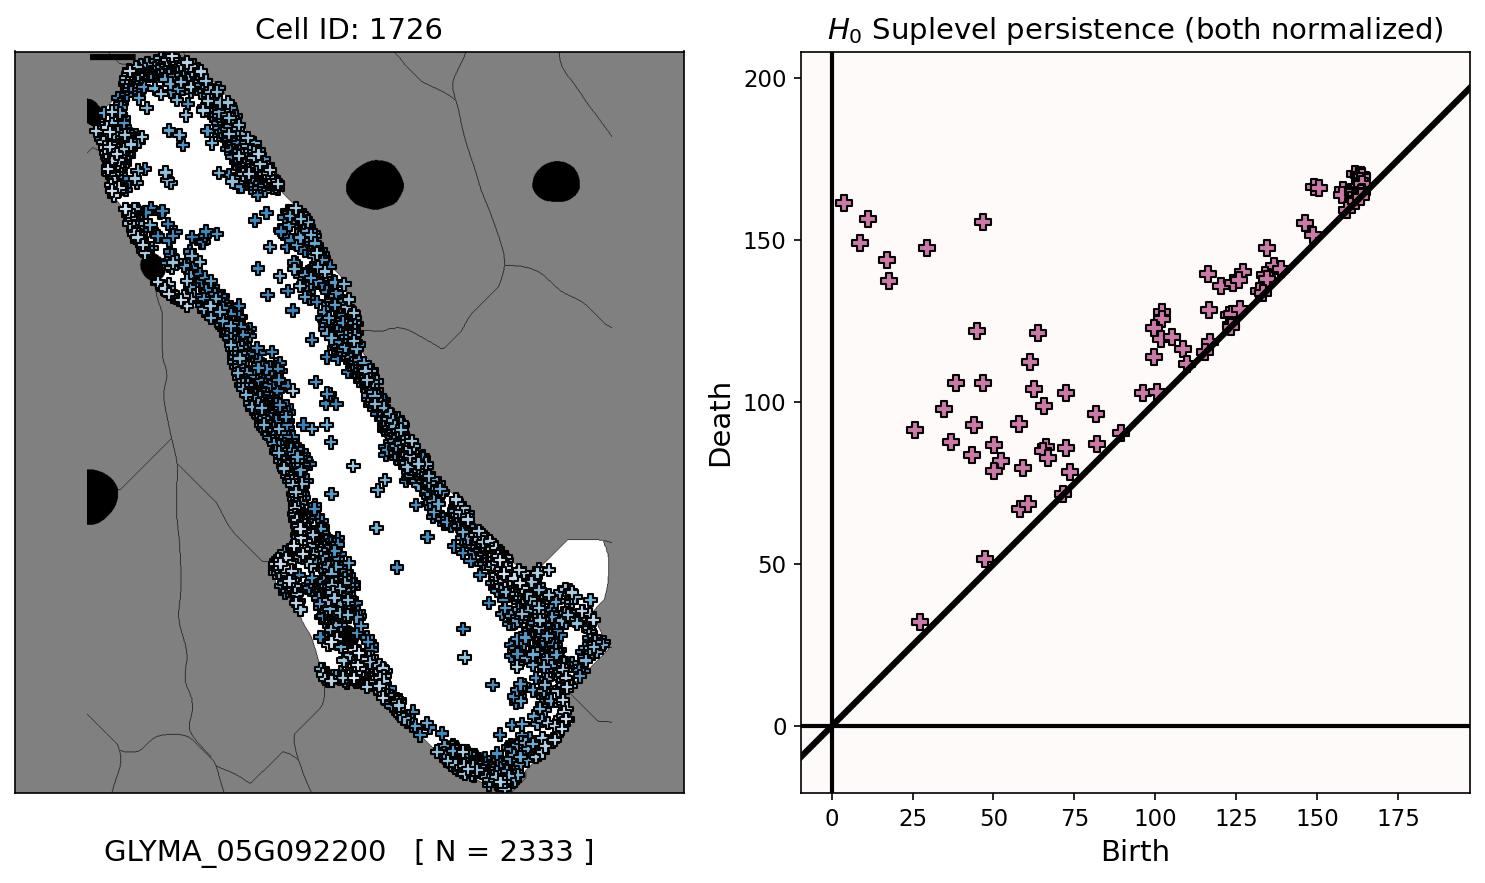 Cell ID: 1726
H₀ Suplevel persistence (both normalized)
200
150
100
50
0
Death
0 25 50 75 100 125 150 175
Birth
GLYMA_05G092200 [ N = 2333 ]